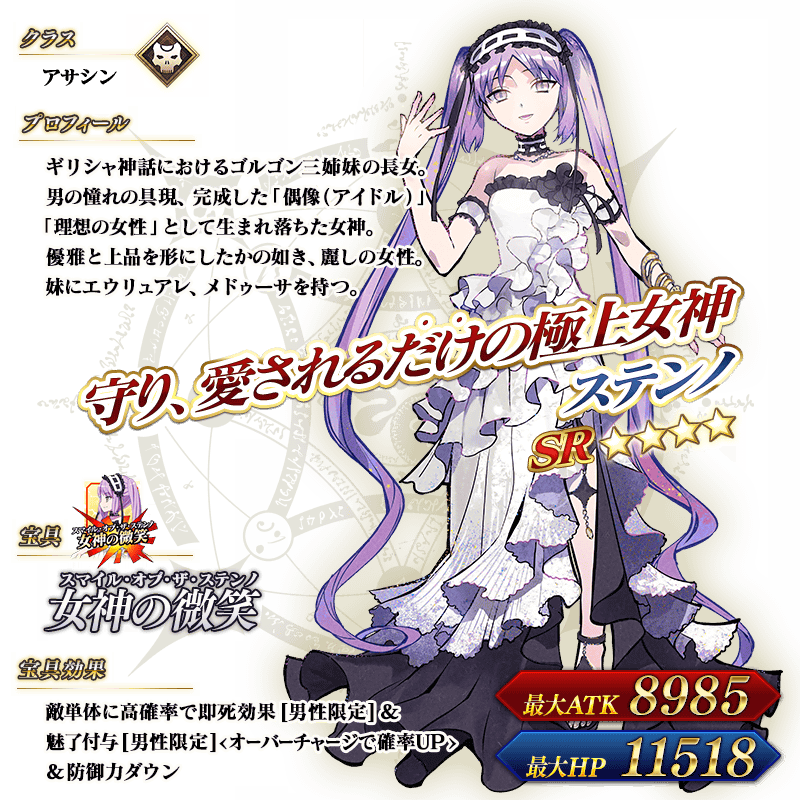 クラス
アサシン
プロフィール
ギリシャ神話におけるゴルゴン三姉妹の長女。
男の憧れの具現、完成した「偶像(アイドル)」
「理想の女性」として生まれ落ちた女神。
優雅と上品を形にしたかの如き、麗しの女性。
妹にエウリュアレ、メドゥーサを持つ。
守り、愛されるだけの極上女神
ステンノ
SR
宝具
スマイル・オブ・ザ・ステンノ
女神の微笑
スマイル・オブ・ザ・ステンノ
女神の微笑
宝具効果
敵単体に高確率で即死効果[男性限定]&
魅了付与[男性限定]<オーバーチャージで確率UP>
&防御力ダウン
最大ATK 8985
最大HP 11518